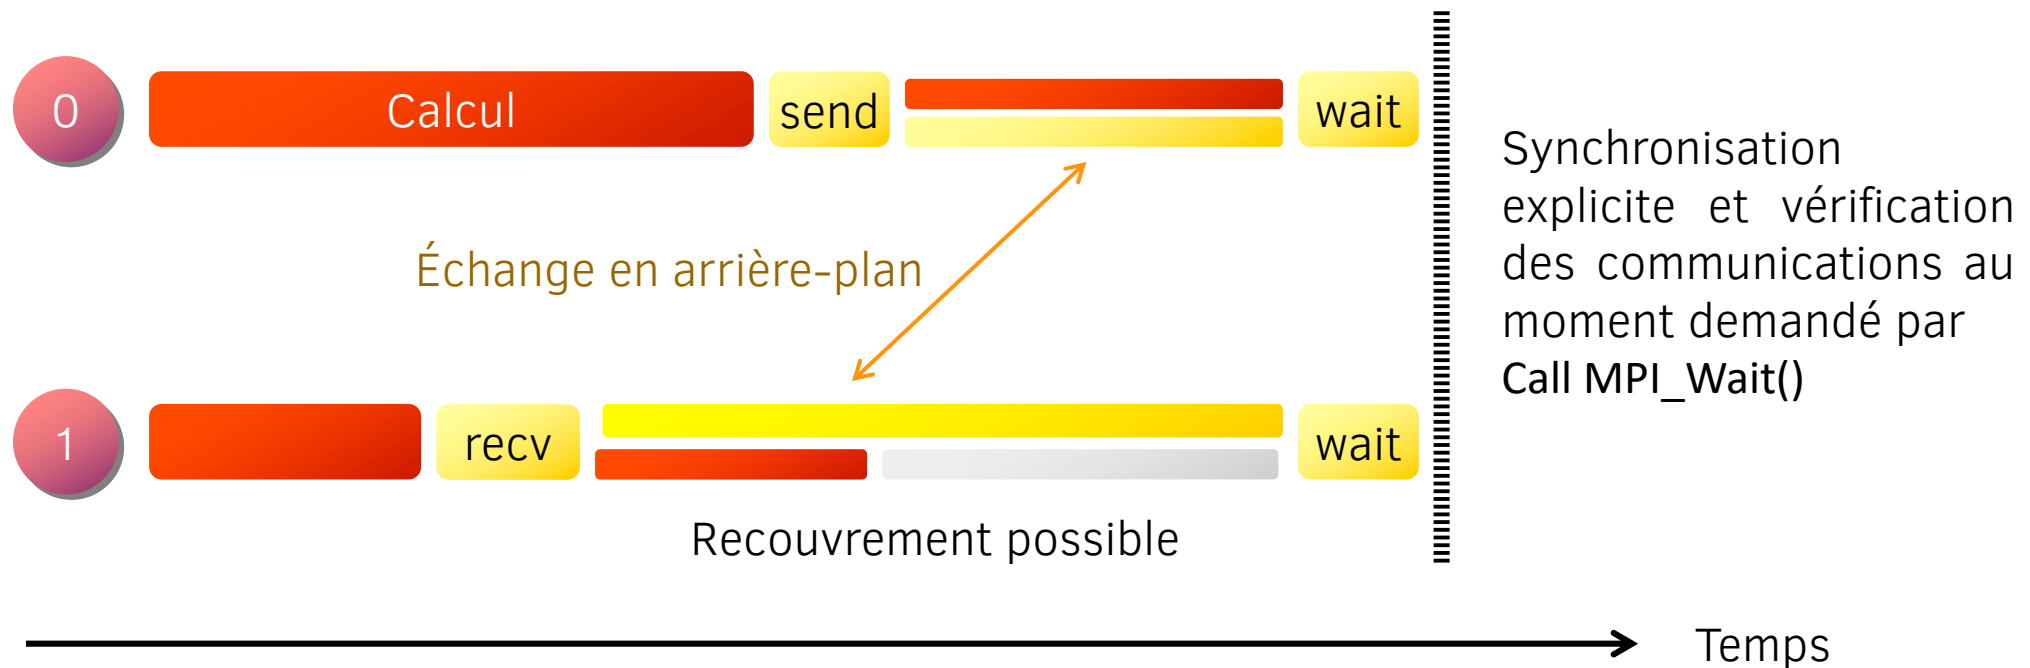 0
Calcul
send
wait
Échange en arrière-plan
1
recv
wait
Recouvrement possible
Synchronisation
explicite et vérification
des communications au
moment demandé par
Call MPI_Wait()
Temps